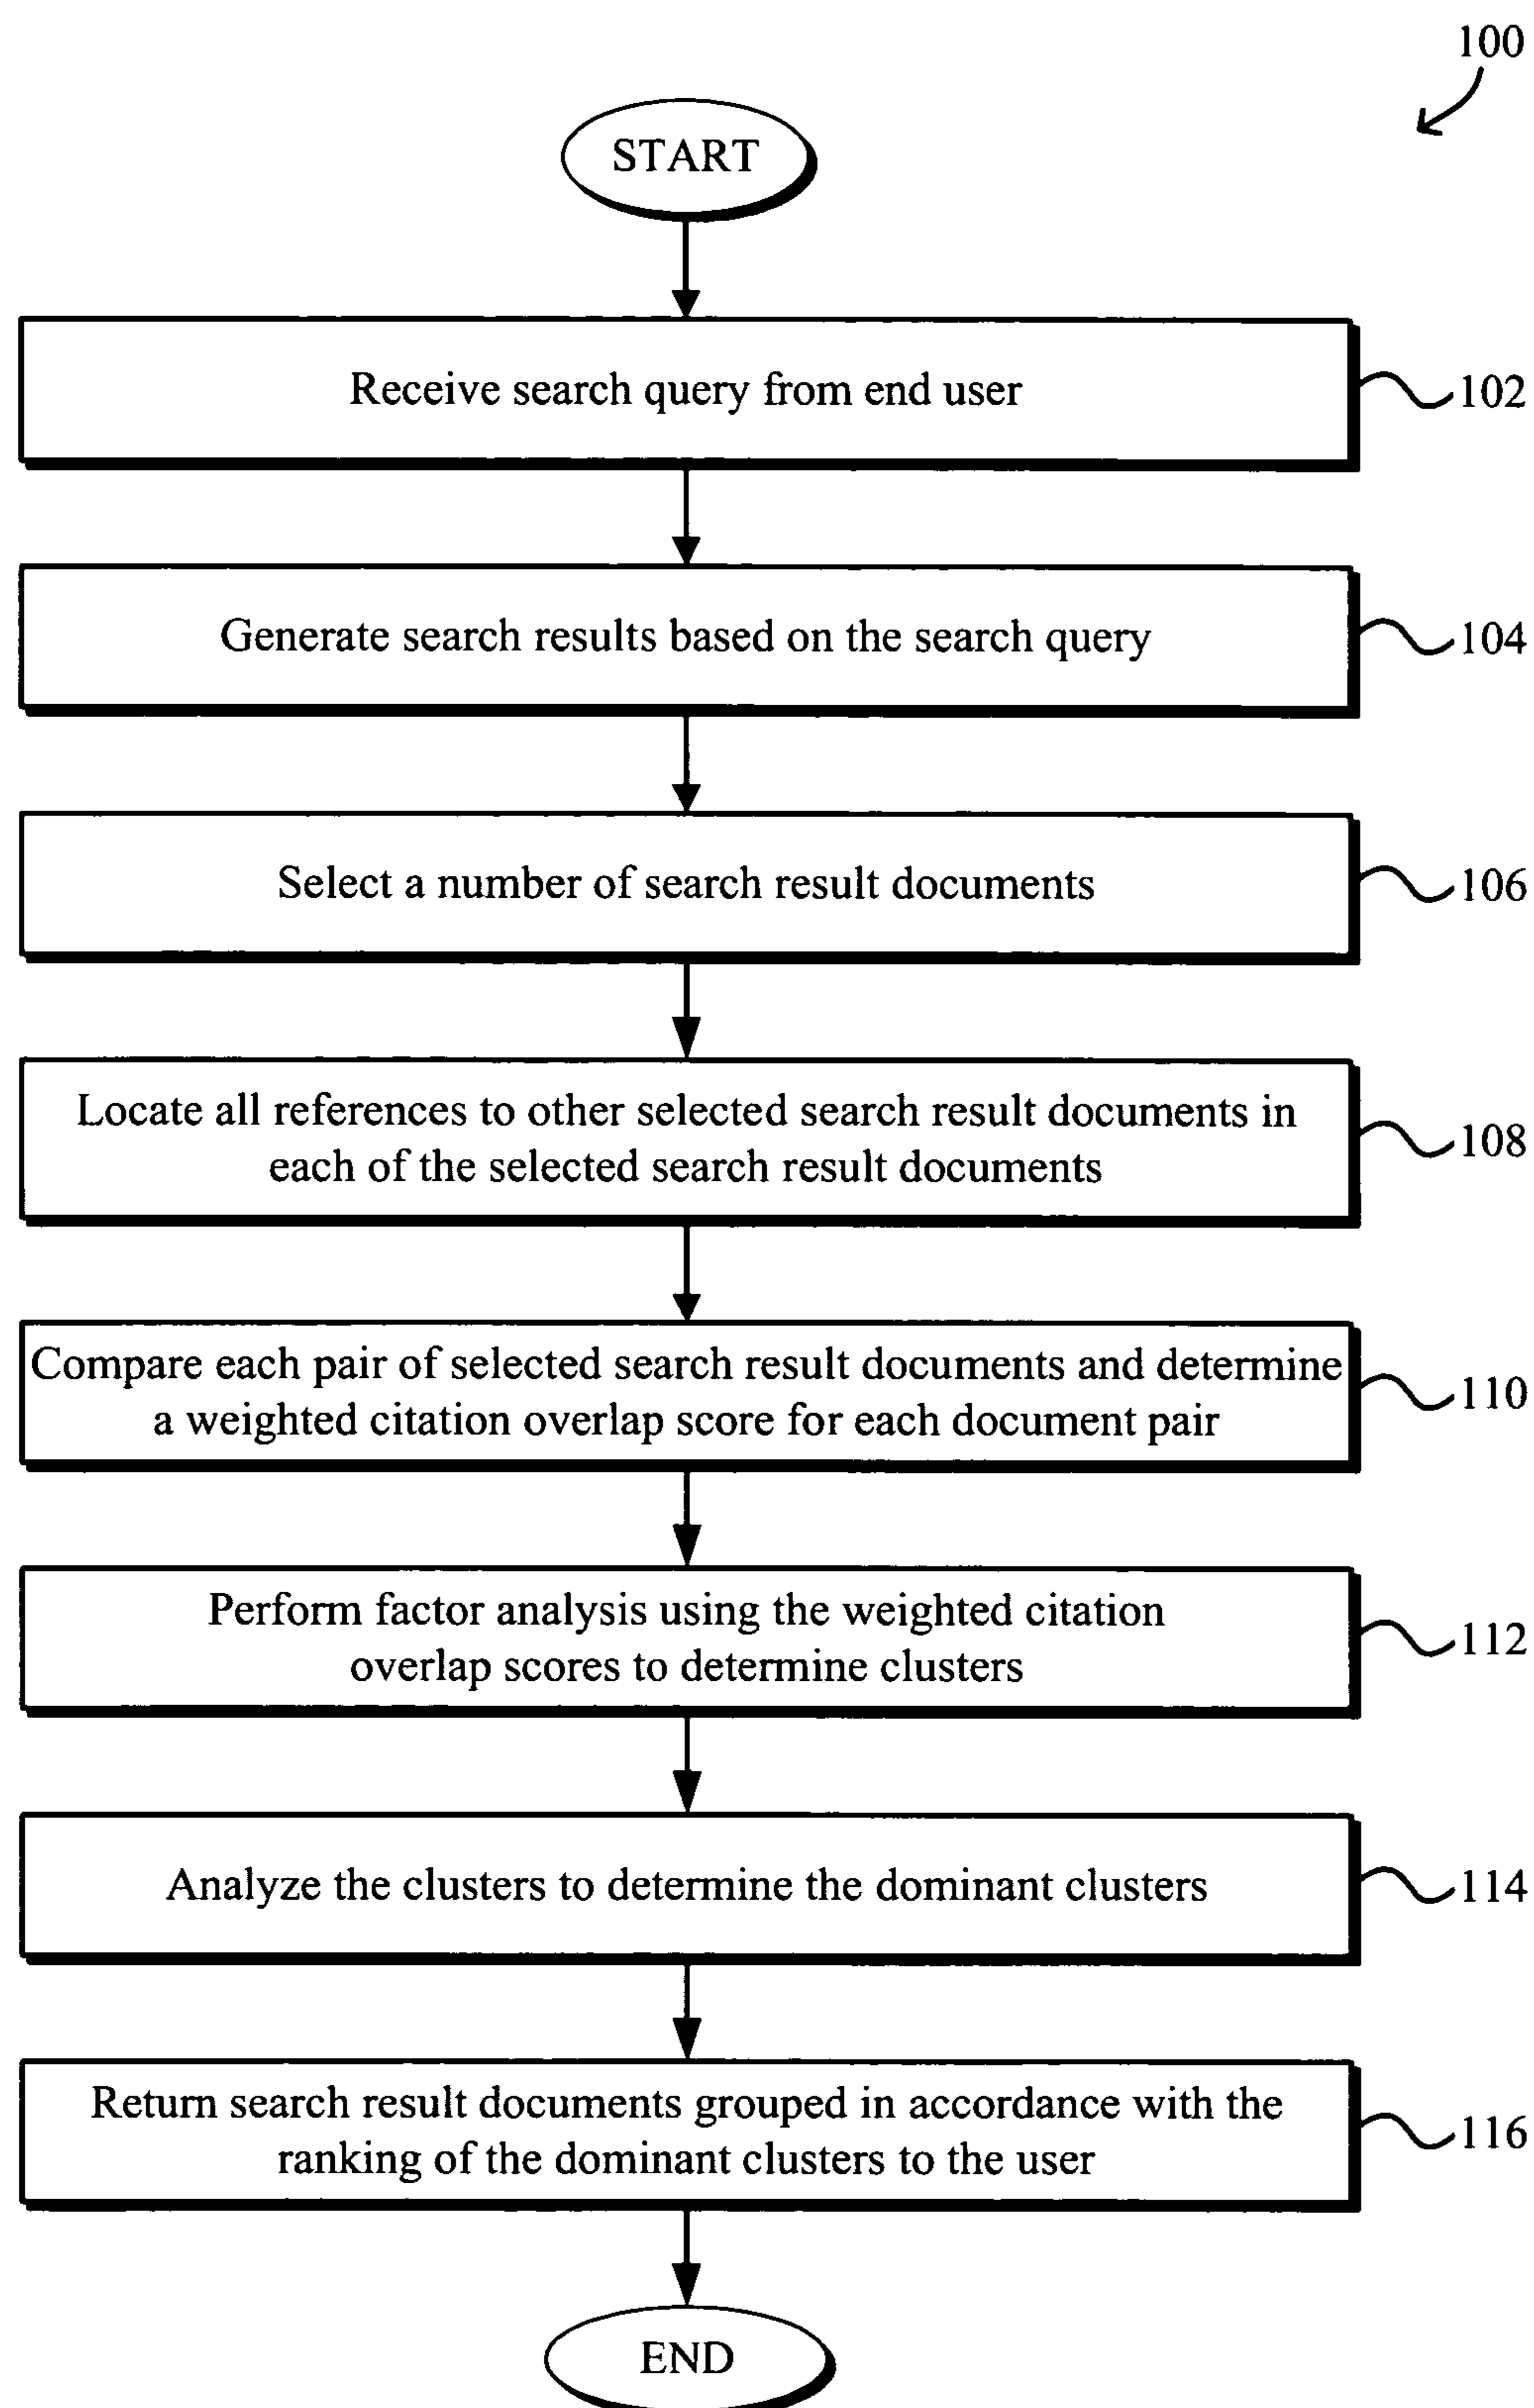 100
START
Receive search query from end user
102
Generate search results based on the search query
104
Select a number of search result documents
106
Locate all references to other selected search result documents in
each of the selected search result documents
108
Compare each pair of selected search result documents and determine
a weighted citation overlap score for each document pair
110
Perform factor analysis using the weighted citation
overlap scores to determine clusters
112
Analyze the clusters to determine the dominant clusters
114
Return search result documents grouped in accordance with the
ranking of the dominant clusters to the user
116
END